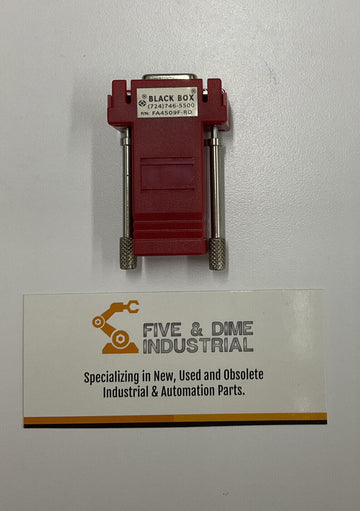 BLACK BOX®
(724)746-5500
P/N: FA4509F-RD
FIVE & DIME
INDUSTRIAL
Specializing in New, Used and Obsolete
Industrial & Automation Parts.